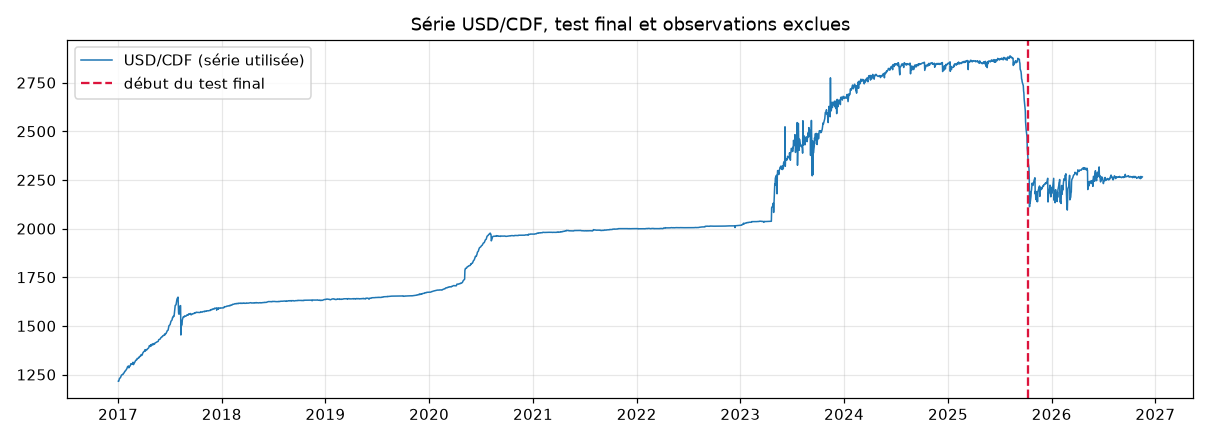 Série USD/CDF, test final et observations exclues
USD/CDF (série utilisée)
début du test final
2750
2500
2250
2000
1750
1500
1250
2017 2018 2019 2020 2021 2022 2023 2024 2025 2026 2027